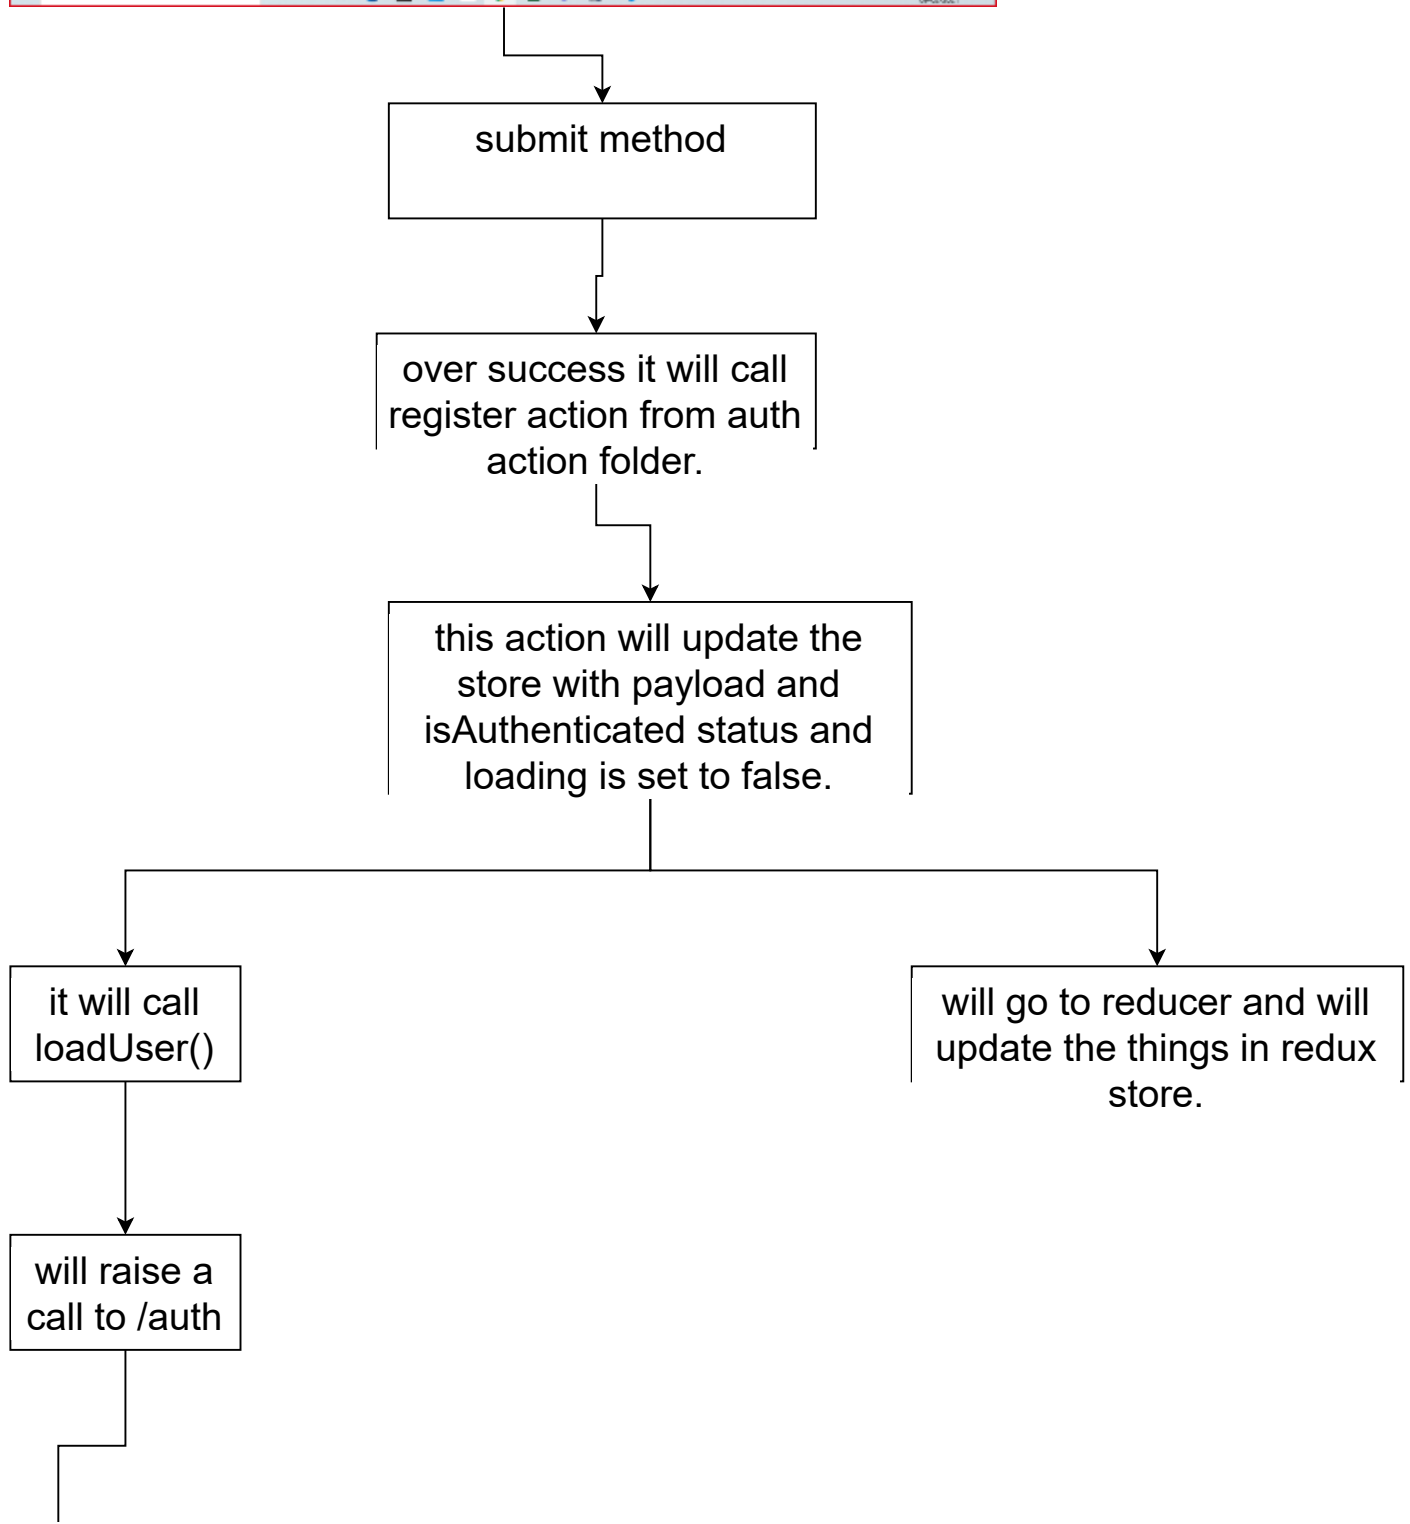 submit method
over success it will call
register action from auth
action folder.
this action will update the
store with payload and
isAuthenticated status and
loading is set to false.
it will call
loadUser()
will go to reducer and will
update the things in redux
store.
will raise a
call to /auth